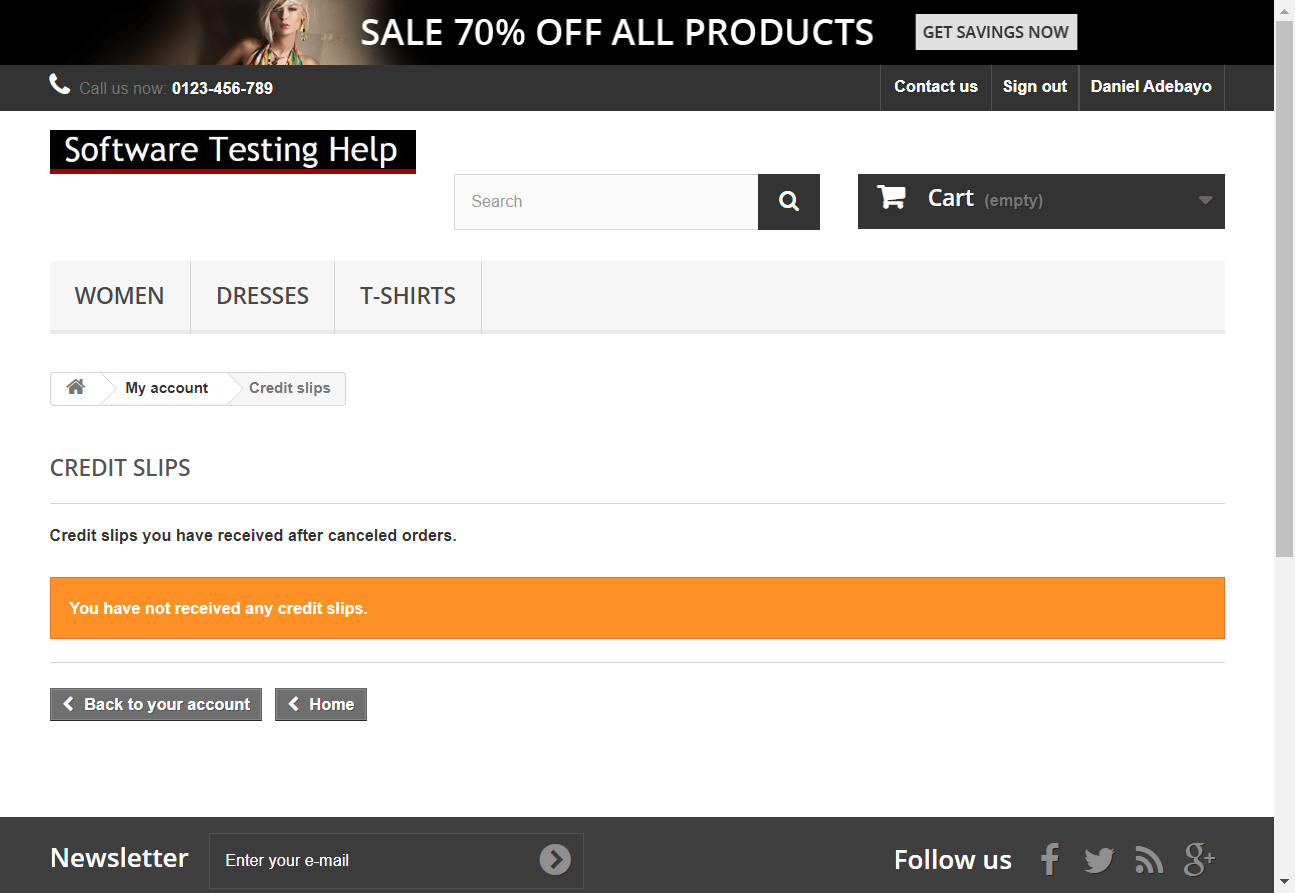 SALE 70% OFF ALL PRODUCTS GET SAVINGS NOW
Call us now: 0123-456-789 Contact us Sign out Daniel Adebayo
Software Testing Help
Search Cart (empty)
WOMEN DRESSES T-SHIRTS
My account Credit slips
CREDIT SLIPS
Credit slips you have received after canceled orders.
You have not received any credit slips.
Back to your account Home
Newsletter Enter your e-mail Follow us